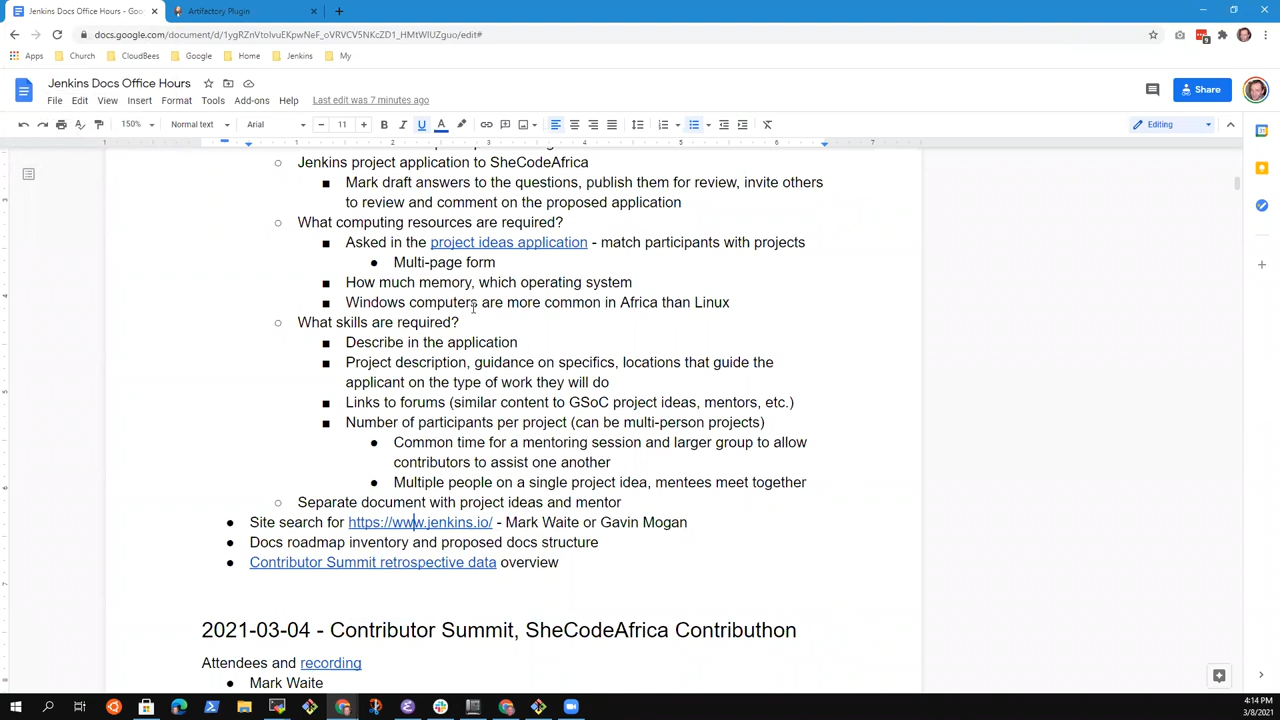 Jenkins Docs Office Hours - Goo
Artifactory Plugin
docs.google.com/document/d/1ygRZnVtoIvuEKpwNeF_oVRVCV5NKcZD1_HMtWIUZguo/edit#
Apps
Church
CloudBees
Google
Home
Jenkins
My
Jenkins Docs Office Hours
File Edit View Insert Format Tools Add-ons Help Last edit was 7 minutes ago
Share
150% Normal text Arial 11 Editing
1 1 2 3 4 5 6 7
Jenkins project application to SheCodeAfrica
Mark draft answers to the questions, publish them for review, invite others
to review and comment on the proposed application
What computing resources are required?
Asked in the project ideas application - match participants with projects
Multi-page form
How much memory, which operating system
Windows computers are more common in Africa than Linux
What skills are required?
Describe in the application
Project description, guidance on specifics, locations that guide the
applicant on the type of work they will do
Links to forums (similar content to GSoC project ideas, mentors, etc.)
Number of participants per project (can be multi-person projects)
Common time for a mentoring session and larger group to allow
contributors to assist one another
Multiple people on a single project idea, mentees meet together
Separate document with project ideas and mentor
Site search for https://www.jenkins.io/ - Mark Waite or Gavin Mogan
Docs roadmap inventory and proposed docs structure
Contributor Summit retrospective data overview
2021-03-04 - Contributor Summit, SheCodeAfrica Contributhon
Attendees and recording
Mark Waite
4:14 PM
3/8/2021